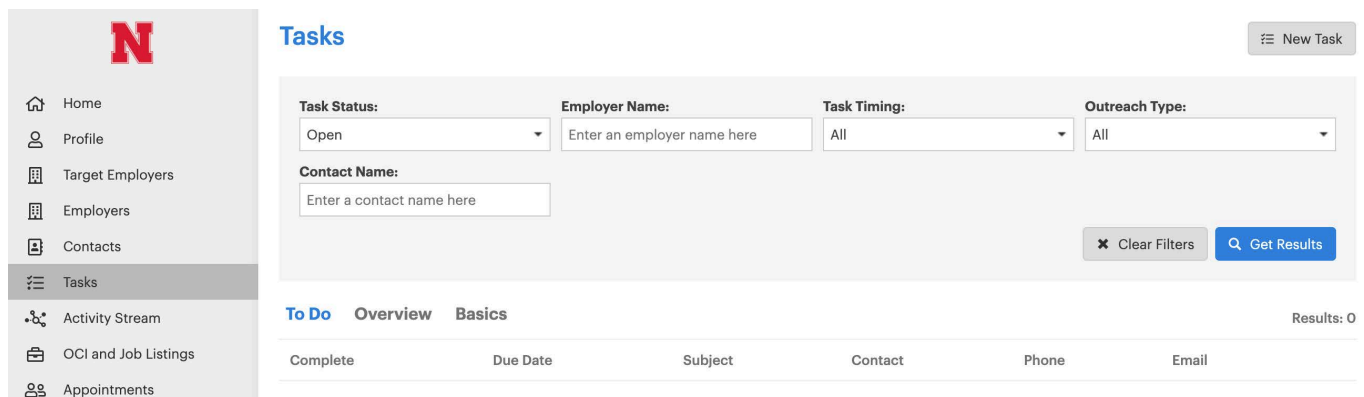 N
Home
Profile
Target Employers
Employers
Contacts
Tasks
Activity Stream
OCI and Job Listings
Appointments
Tasks
New Task
Task Status:
Employer Name:
Task Timing:
Outreach Type:
Open
Enter an employer name here
All
All
Contact Name:
Enter a contact name here
Clear Filters
Get Results
To Do Overview Basics
Results: 0
Complete Due Date Subject Contact Phone Email